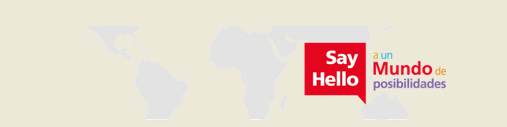 Say
Hello
a un
Mundo de
posibilidades